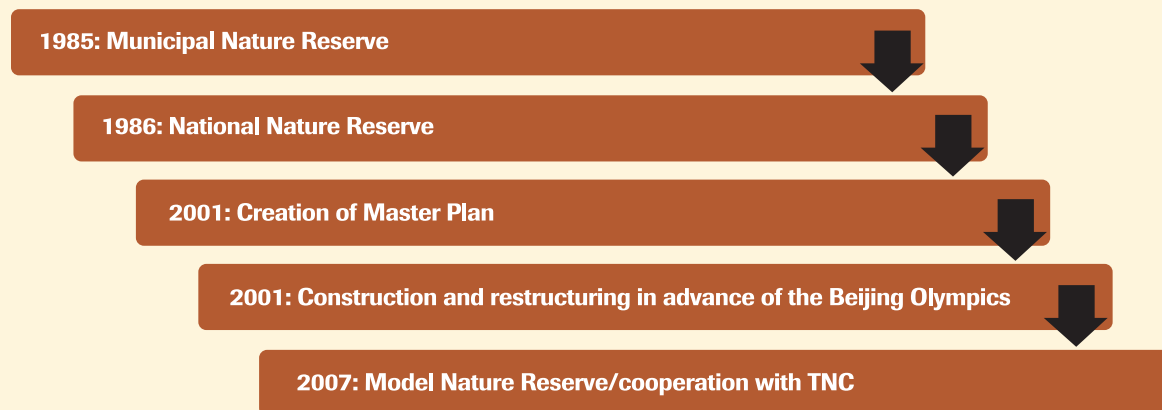 1985: Municipal Nature Reserve
1986: National Nature Reserve
2001: Creation of Master Plan
2001: Construction and restructuring in advance of the Beijing Olympics
2007: Model Nature Reserve/cooperation with TNC